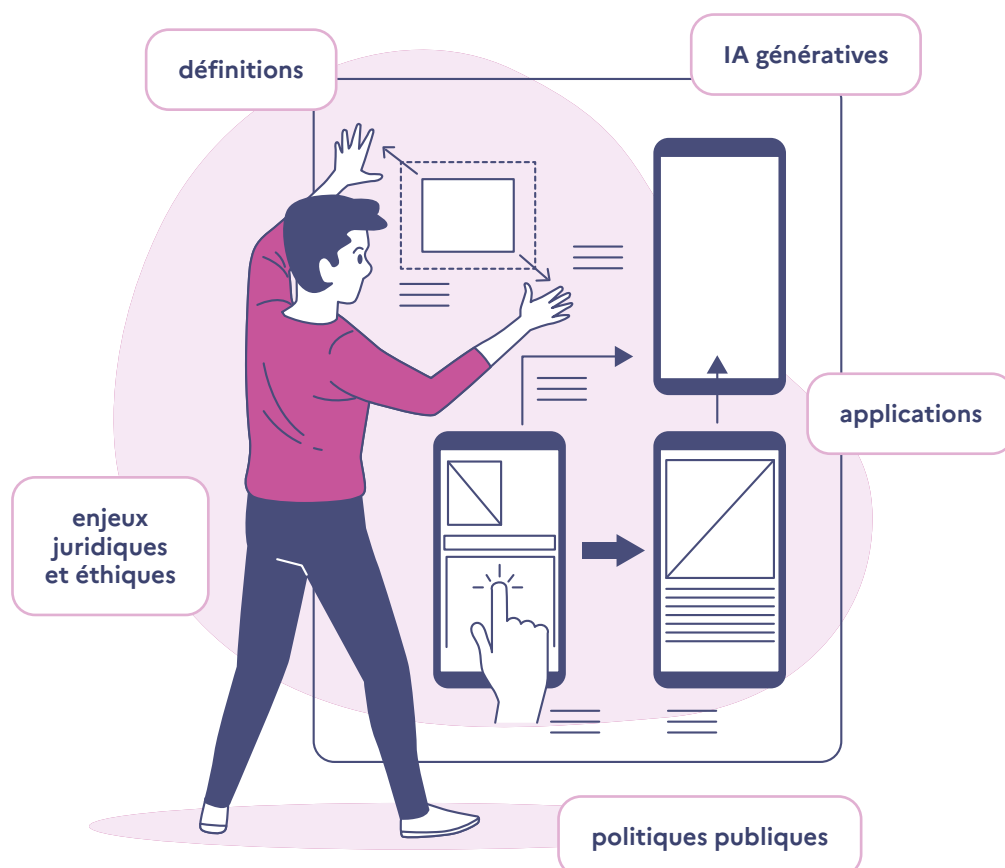 définitions
IA génératives
applications
enjeux
juridiques
et éthiques
politiques publiques